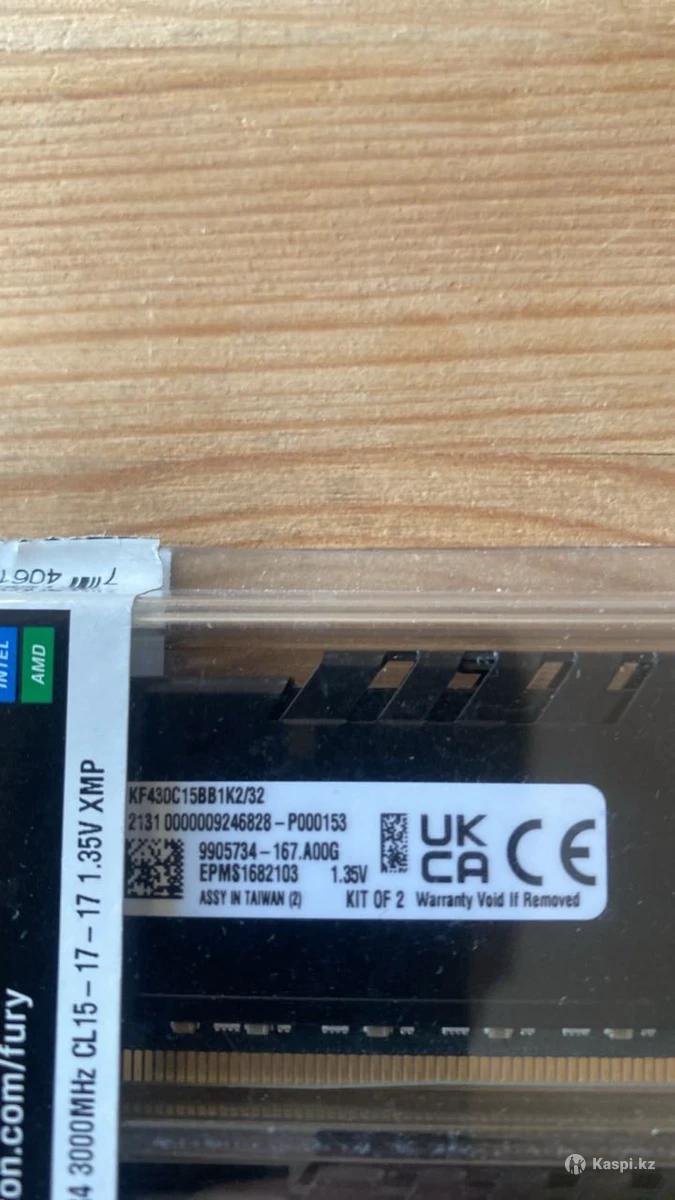 7 4061
INTEL
AMD
4 3000MHz CL15-17-17 1.35V XMP
on.com/fury
KF430C15BB1K2/32
2131 0000009246828-P000153
9905734-167.A00G
EPMS1682103 1.35V
ASSY IN TAIWAN (2) KIT OF 2 Warranty Void If Removed
UK
CA CE
Kaspi.kz